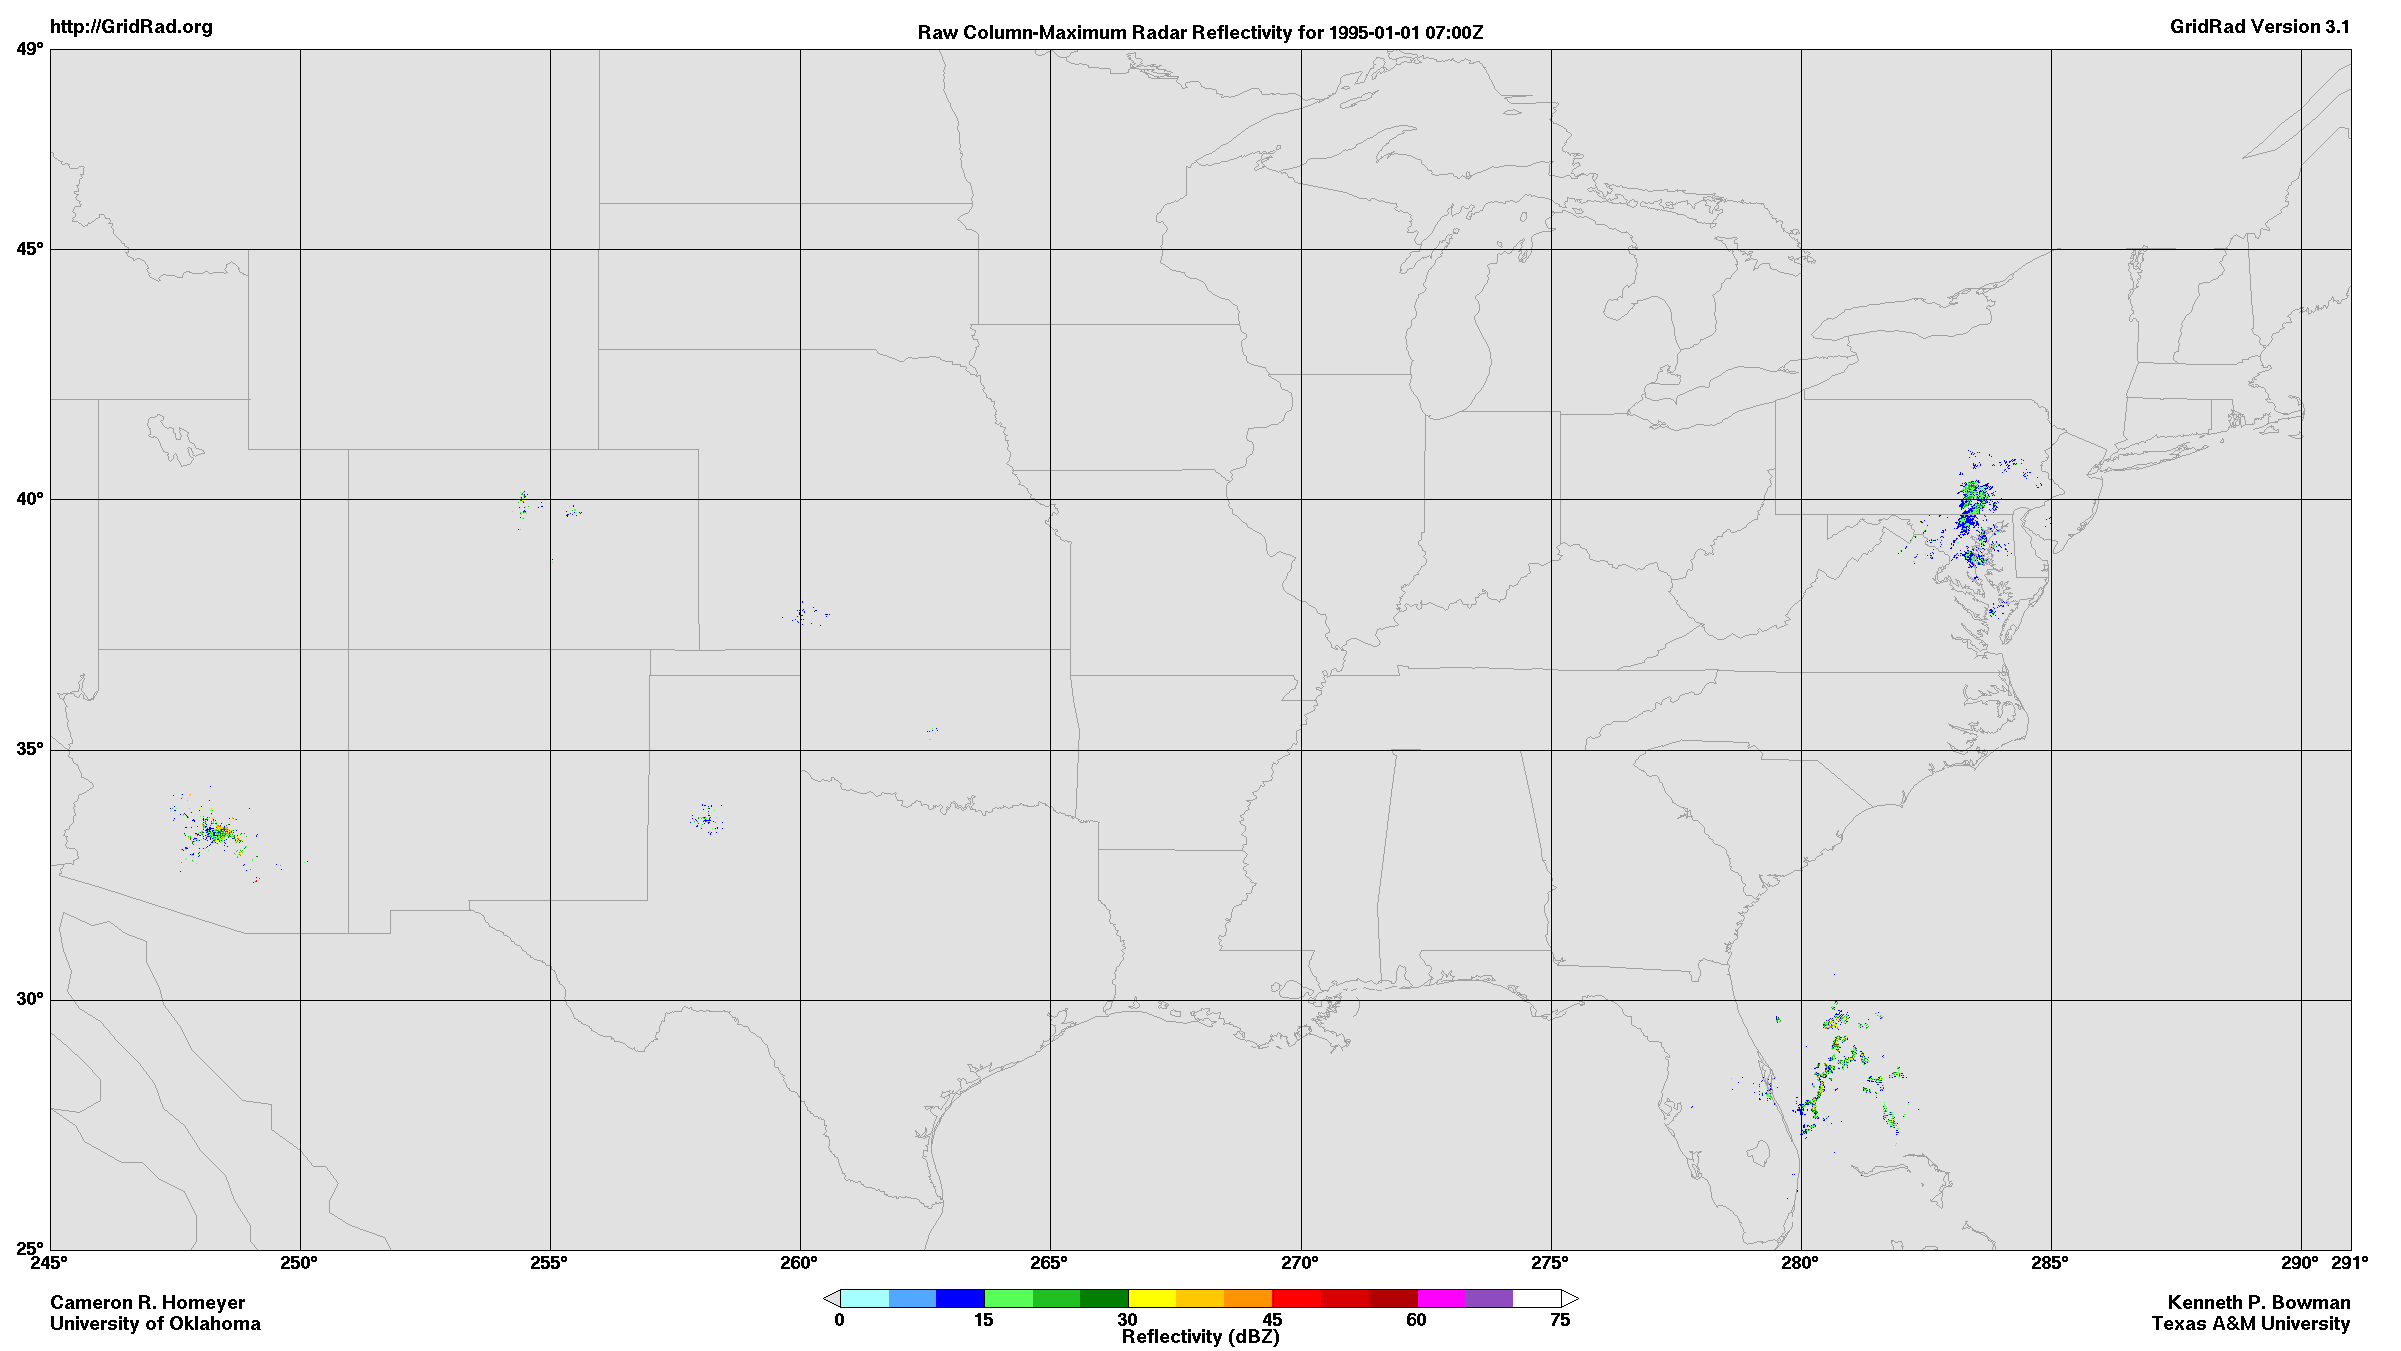 http://GridRad.org
Raw Column-Maximum Radar Reflectivity for 1995-01-01 07:00Z
GridRad Version 3.1
49°
45°
40°
35°
30°
25°
245° 250° 255° 260° 265° 270° 275° 280° 285° 290° 291°
0 15 30 45 60 75
Reflectivity (dBZ)
Cameron R. Homeyer
University of Oklahoma
Kenneth P. Bowman
Texas A&M University